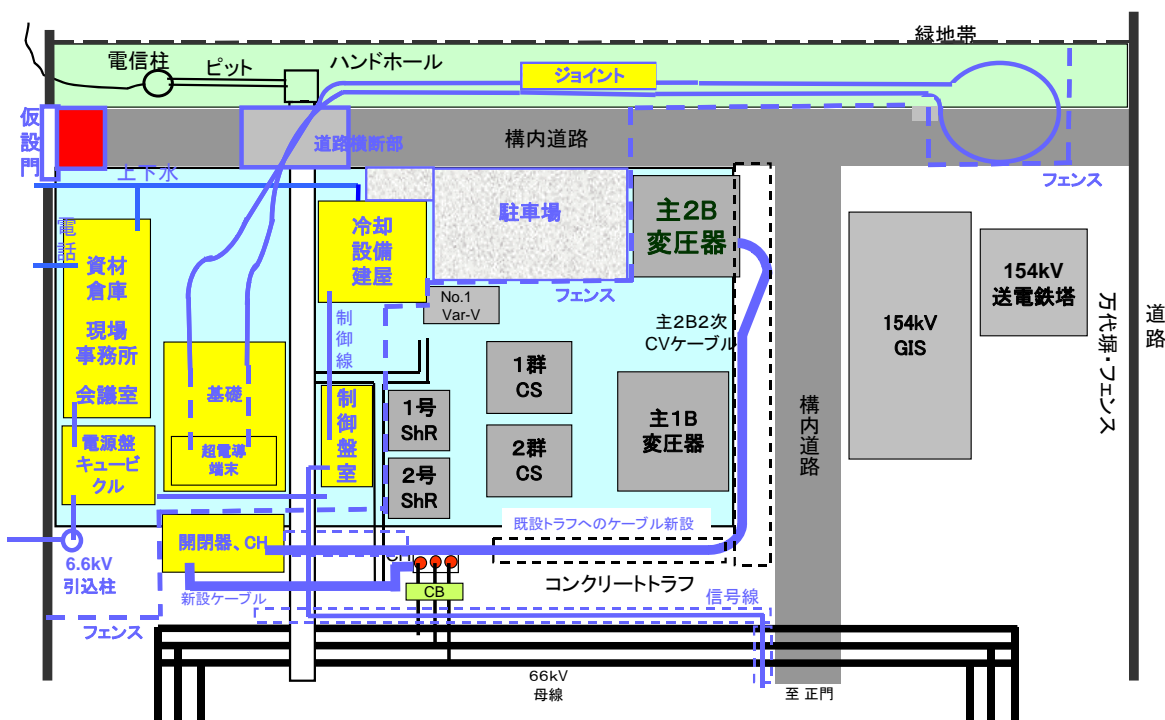 緑地帯
電信柱
ピット
ハンドホール
ジョイント
仮設門
道路横断部
構内道路
フェンス
上下水
電話
資材
倉庫
現場
事務所
会議室
冷却
設備
建屋
駐車場
主2B
変圧器
フェンス
No.1
Var-V
制御線
主2B2次
CVケーブル
154kV
GIS
154kV
送電鉄塔
万代塀・フェンス
道路
基礎
超電導
端末
制御盤室
1号
ShR
2号
ShR
1群
CS
2群
CS
主1B
変圧器
構内道路
電源盤
キュービ
クル
開閉器、CH
既設トラフへのケーブル新設
CH
6.6kV
引込柱
新設ケーブル
CB
コンクリートトラフ
信号線
フェンス
66kV
母線
至 正門